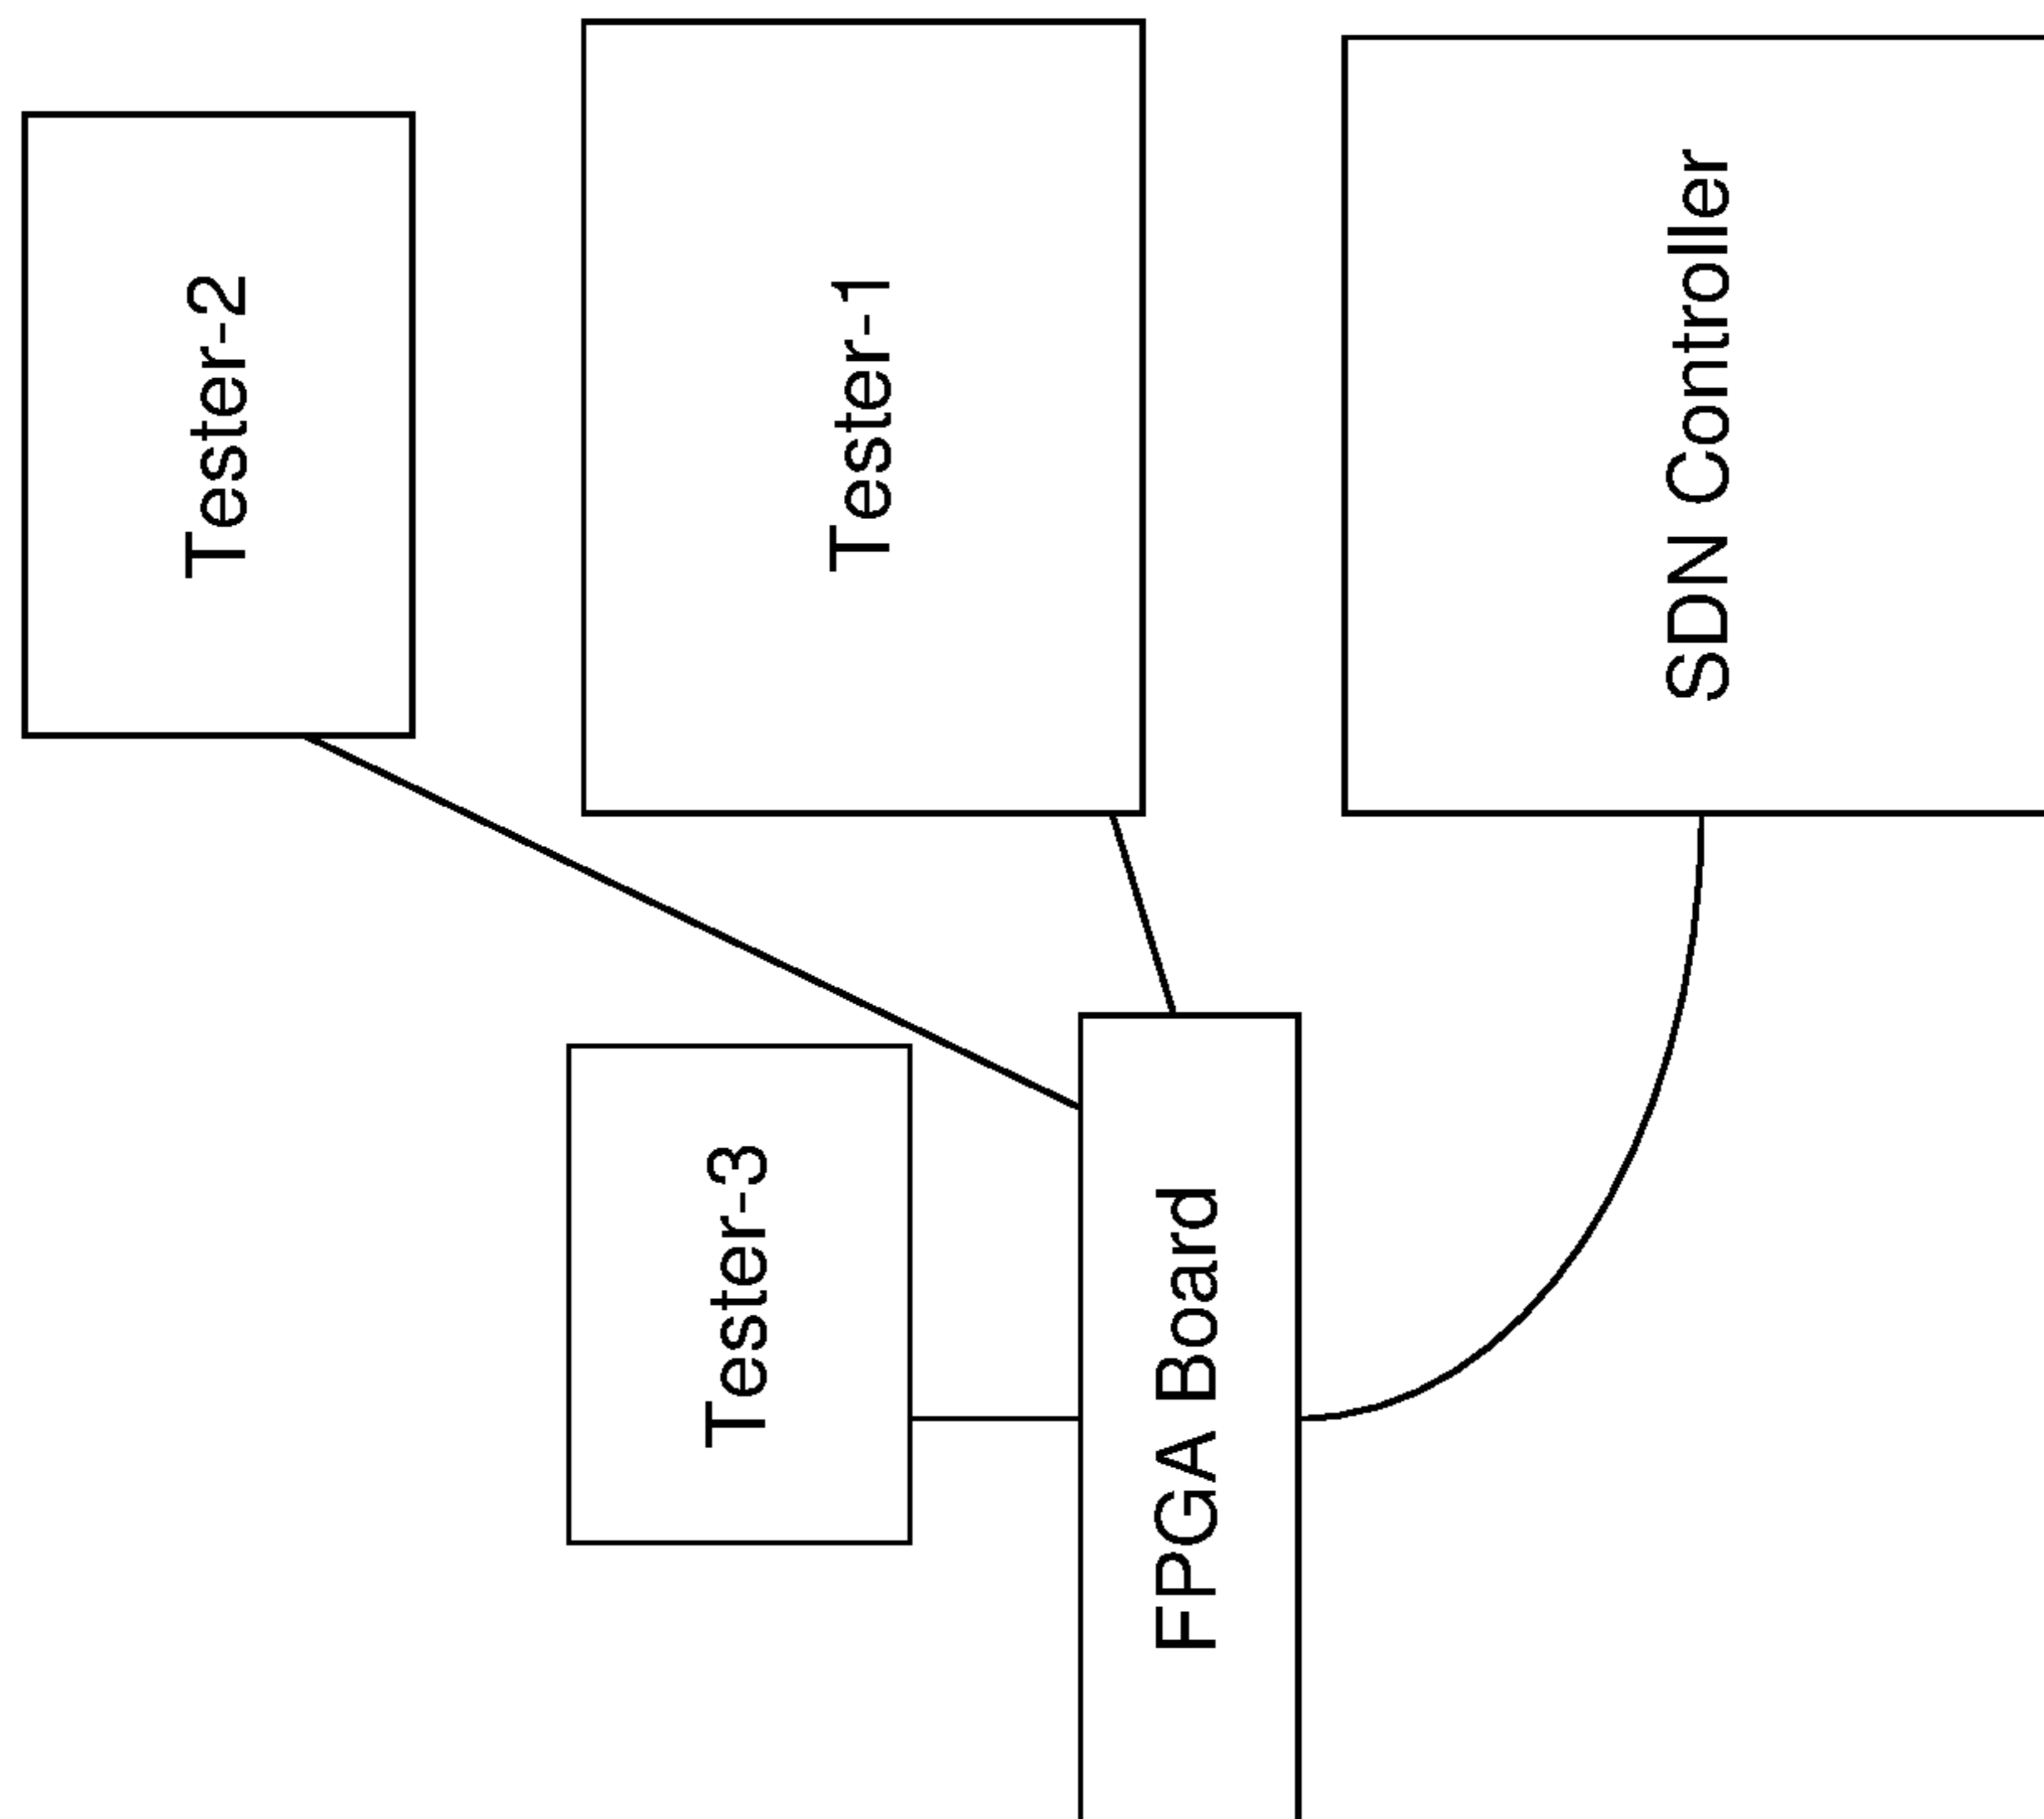 Tester-2
Tester-1
SDN Controller
Tester-3
FPGA Board